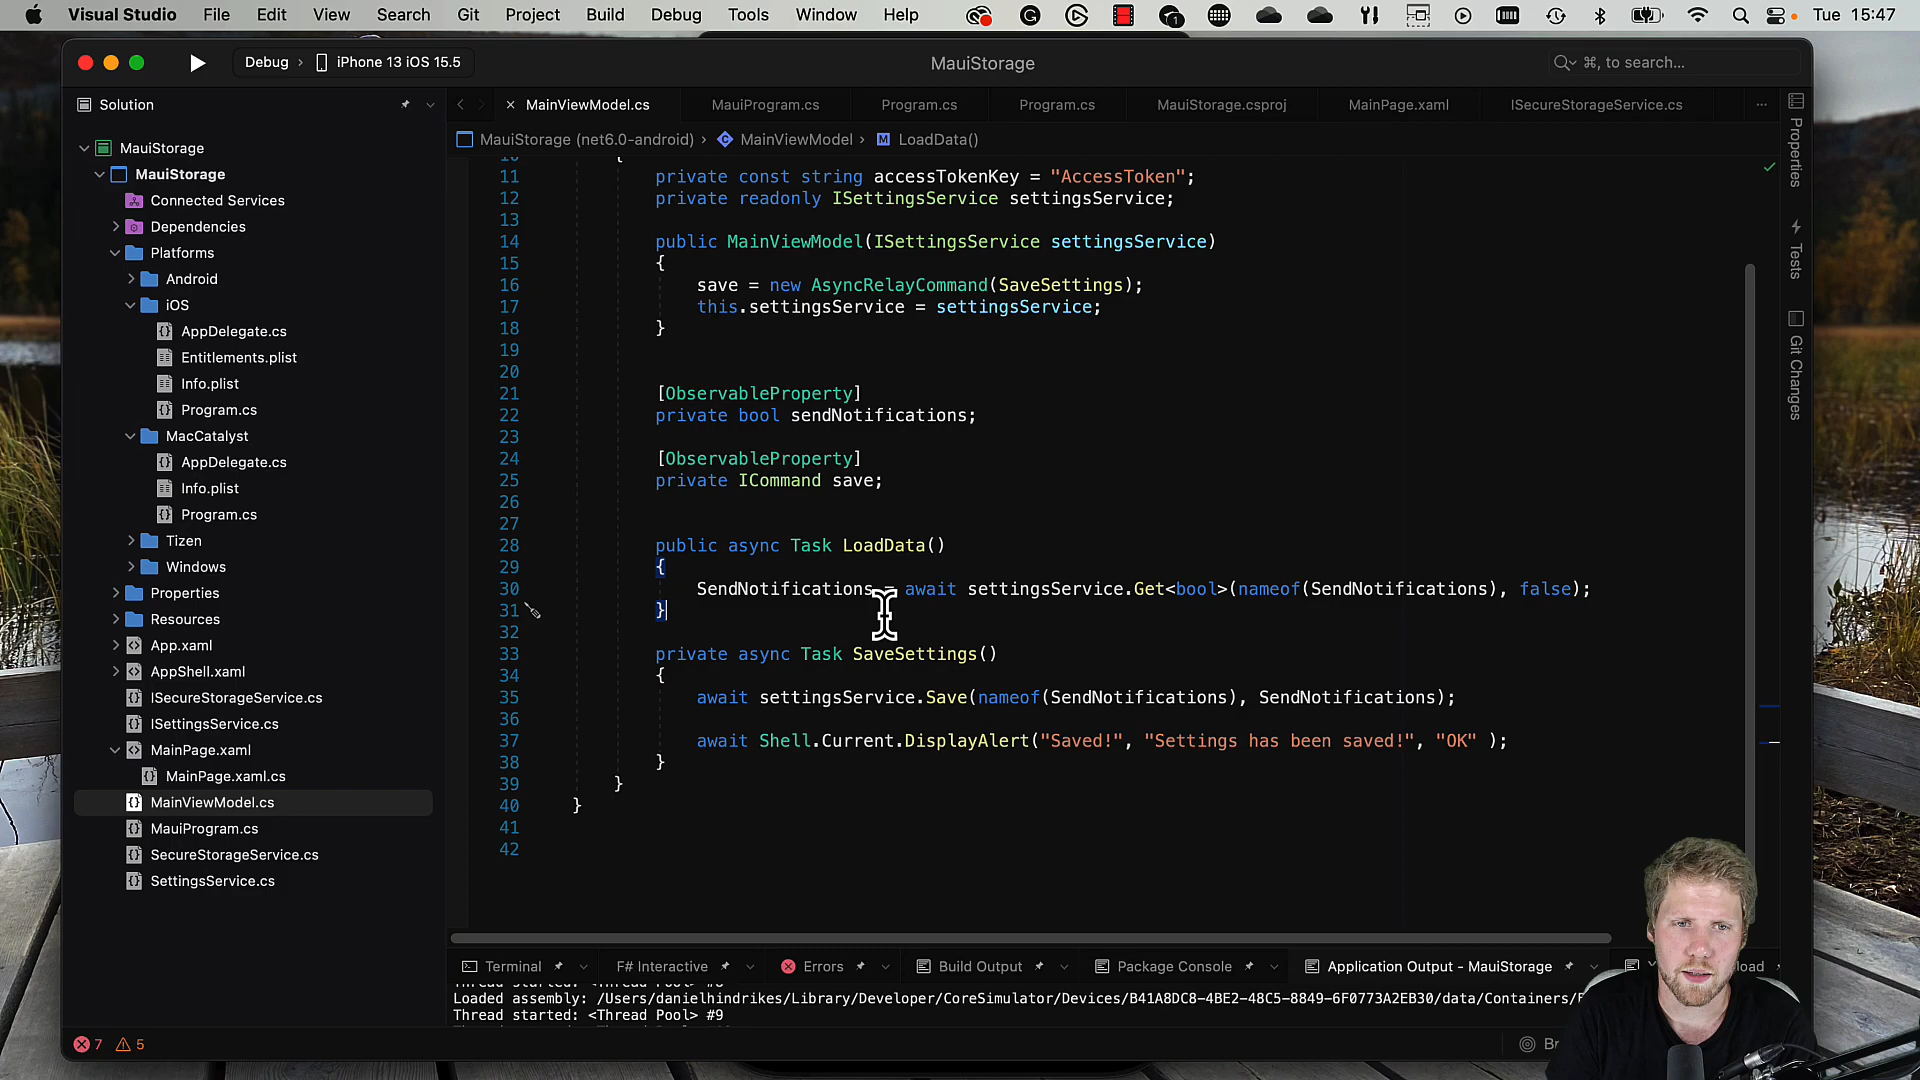 Visual Studio File Edit View Search Git Project Build Debug Tools Window Help Tue 15:47
Debug › iPhone 13 iOS 15.5 MauiStorage ⌘, to search...
Solution
MainViewModel.cs MauiProgram.cs Program.cs Program.cs MauiStorage.csproj MainPage.xaml ISecureStorageService.cs
MauiStorage (net6.0-android) › MainViewModel › LoadData()
MauiStorage
MauiStorage
Connected Services
Dependencies
Platforms
Android
iOS
AppDelegate.cs
Entitlements.plist
Info.plist
Program.cs
MacCatalyst
AppDelegate.cs
Info.plist
Program.cs
Tizen
Windows
Properties
Resources
App.xaml
AppShell.xaml
ISecureStorageService.cs
ISettingsService.cs
MainPage.xaml
MainPage.xaml.cs
MainViewModel.cs
MauiProgram.cs
SecureStorageService.cs
SettingsService.cs
10 {
11 private const string accessTokenKey = "AccessToken";
12 private readonly ISettingsService settingsService;
13
14 public MainViewModel(ISettingsService settingsService)
15 {
16 save = new AsyncRelayCommand(SaveSettings);
17 this.settingsService = settingsService;
18 }
19
20
21 [ObservableProperty]
22 private bool sendNotifications;
23
24 [ObservableProperty]
25 private ICommand save;
26
27
28 public async Task LoadData()
29 {
30 SendNotifications = await settingsService.Get<bool>(nameof(SendNotifications), false);
31 }
32
33 private async Task SaveSettings()
34 {
35 await settingsService.Save(nameof(SendNotifications), SendNotifications);
36
37 await Shell.Current.DisplayAlert("Saved!", "Settings has been saved!", "OK" );
38 }
39 }
40 }
41
42
Properties
Tests
Git Changes
Terminal F# Interactive Errors Build Output Package Console Application Output - MauiStorage
Loaded assembly: /Users/danielhindrikes/Library/Developer/CoreSimulator/Devices/B41A8DC8-4BE2-48C5-8849-6F0773A2EB30/data/Containers/
Thread started: <Thread Pool> #9
7 5